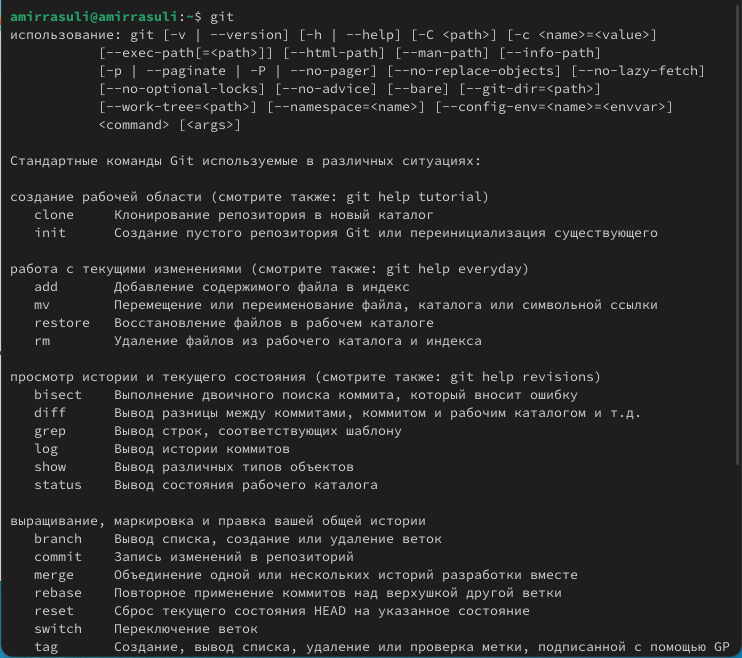 amirrasuli@amirrasuli:~$ git
использование: git [-v | --version] [-h | --help] [-C <path>] [-c <name>=<value>]
[--exec-path[=<path>]] [--html-path] [--man-path] [--info-path]
[-p | --paginate | -P | --no-pager] [--no-replace-objects] [--no-lazy-fetch]
[--no-optional-locks] [--no-advice] [--bare] [--git-dir=<path>]
[--work-tree=<path>] [--namespace=<name>] [--config-env=<name>=<envvar>]
<command> [<args>]
Стандартные команды Git используемые в различных ситуациях:
создание рабочей области (смотрите также: git help tutorial)
clone Клонирование репозитория в новый каталог
init Создание пустого репозитория Git или переинициализация существующего
работа с текущими изменениями (смотрите также: git help everyday)
add Добавление содержимого файла в индекс
mv Перемещение или переименование файла, каталога или символьной ссылки
restore Восстановление файлов в рабочем каталоге
rm Удаление файлов из рабочего каталога и индекса
просмотр истории и текущего состояния (смотрите также: git help revisions)
bisect Выполнение двоичного поиска коммита, который вносит ошибку
diff Вывод разницы между коммитами, коммитом и рабочим каталогом и т.д.
grep Вывод строк, соответствующих шаблону
log Вывод истории коммитов
show Вывод различных типов объектов
status Вывод состояния рабочего каталога
выращивание, маркировка и правка вашей общей истории
branch Вывод списка, создание или удаление веток
commit Запись изменений в репозиторий
merge Объединение одной или нескольких историй разработки вместе
rebase Повторное применение коммитов над верхушкой другой ветки
reset Сброс текущего состояния HEAD на указанное состояние
switch Переключение веток
tag Создание, вывод списка, удаление или проверка метки, подписанной с помощью GP